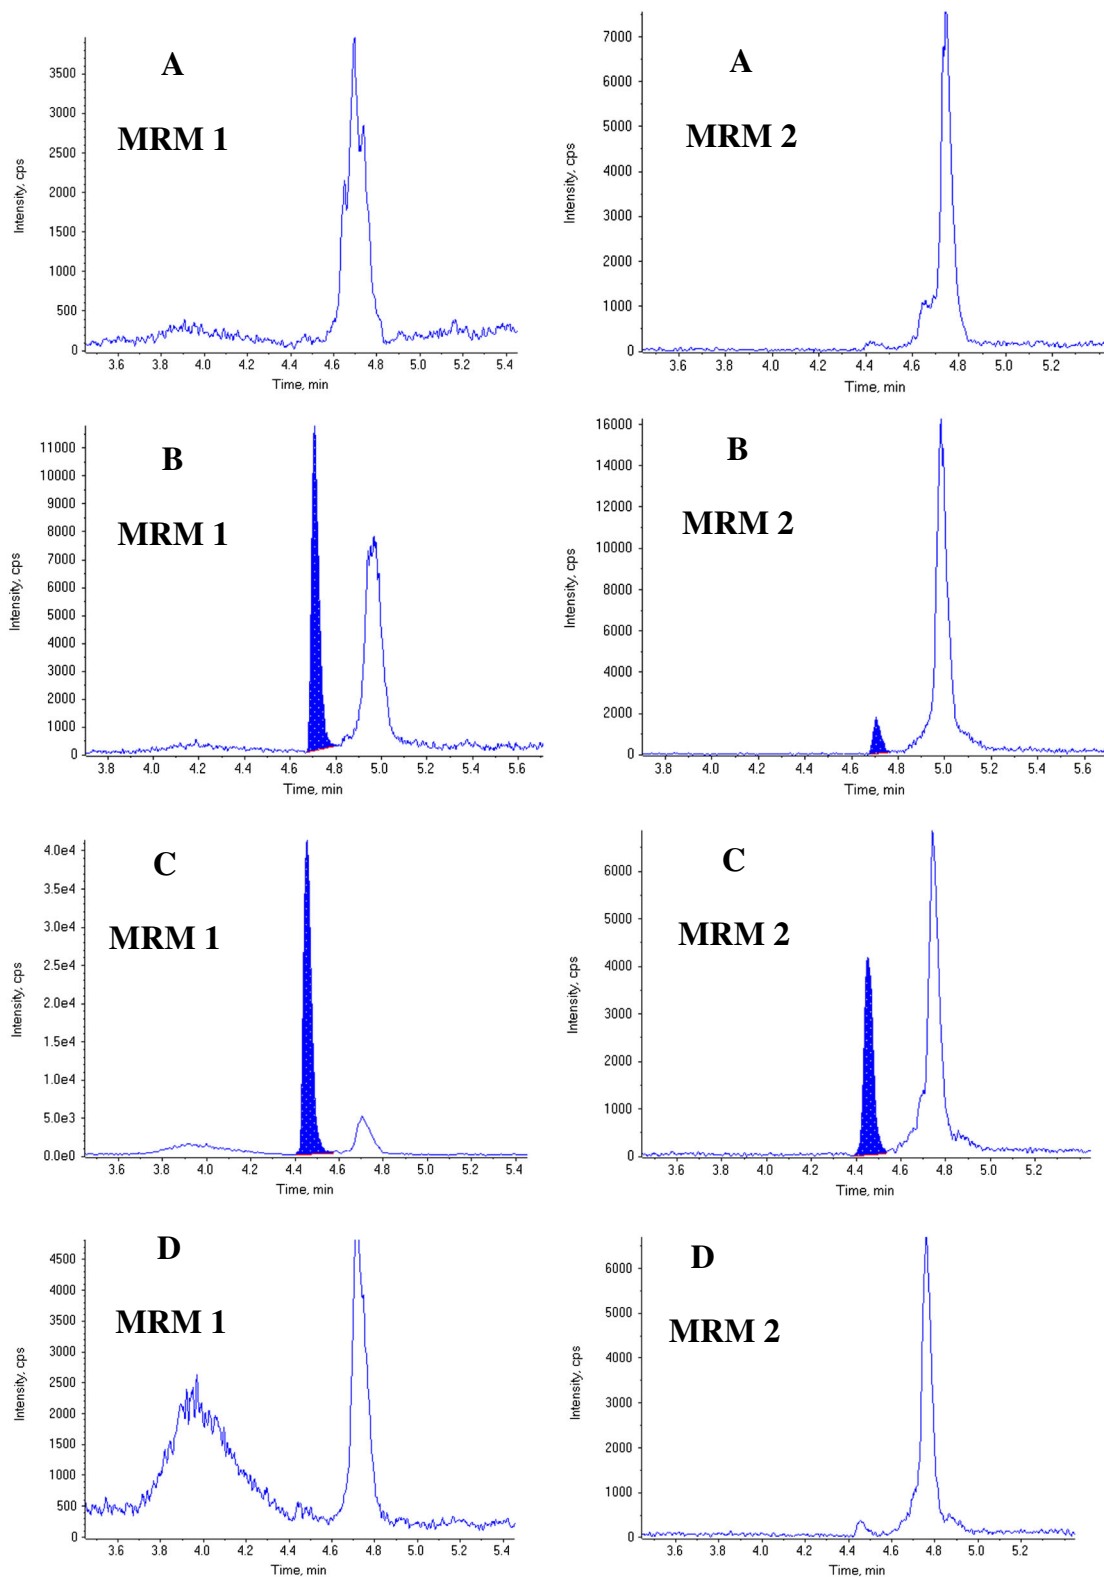 A
MRM 1
Intensity, cps
3500
3000
2500
2000
1500
1000
500
0
3.6 3.8 4.0 4.2 4.4 4.6 4.8 5.0 5.2 5.4
Time, min
A
MRM 2
Intensity, cps
7000
6000
5000
4000
3000
2000
1000
0
3.6 3.8 4.0 4.2 4.4 4.6 4.8 5.0 5.2
Time, min
B
MRM 1
Intensity, cps
11000
10000
9000
8000
7000
6000
5000
4000
3000
2000
1000
0
3.8 4.0 4.2 4.4 4.6 4.8 5.0 5.2 5.4 5.6
Time, min
B
MRM 2
Intensity, cps
16000
14000
12000
10000
8000
6000
4000
2000
0
3.8 4.0 4.2 4.4 4.6 4.8 5.0 5.2 5.4 5.6
Time, min
C
MRM 1
Intensity, cps
4.0e4
3.5e4
3.0e4
2.5e4
2.0e4
1.5e4
1.0e4
5.0e3
0.0e0
3.6 3.8 4.0 4.2 4.4 4.6 4.8 5.0 5.2 5.4
Time, min
C
MRM 2
Intensity, cps
6000
5000
4000
3000
2000
1000
0
3.6 3.8 4.0 4.2 4.4 4.6 4.8 5.0 5.2
Time, min
D
MRM 1
Intensity, cps
4500
4000
3500
3000
2500
2000
1500
1000
500
0
3.6 3.8 4.0 4.2 4.4 4.6 4.8 5.0 5.2 5.4
Time, min
D
MRM 2
Intensity, cps
6000
5000
4000
3000
2000
1000
0
3.6 3.8 4.0 4.2 4.4 4.6 4.8 5.0 5.2
Time, min